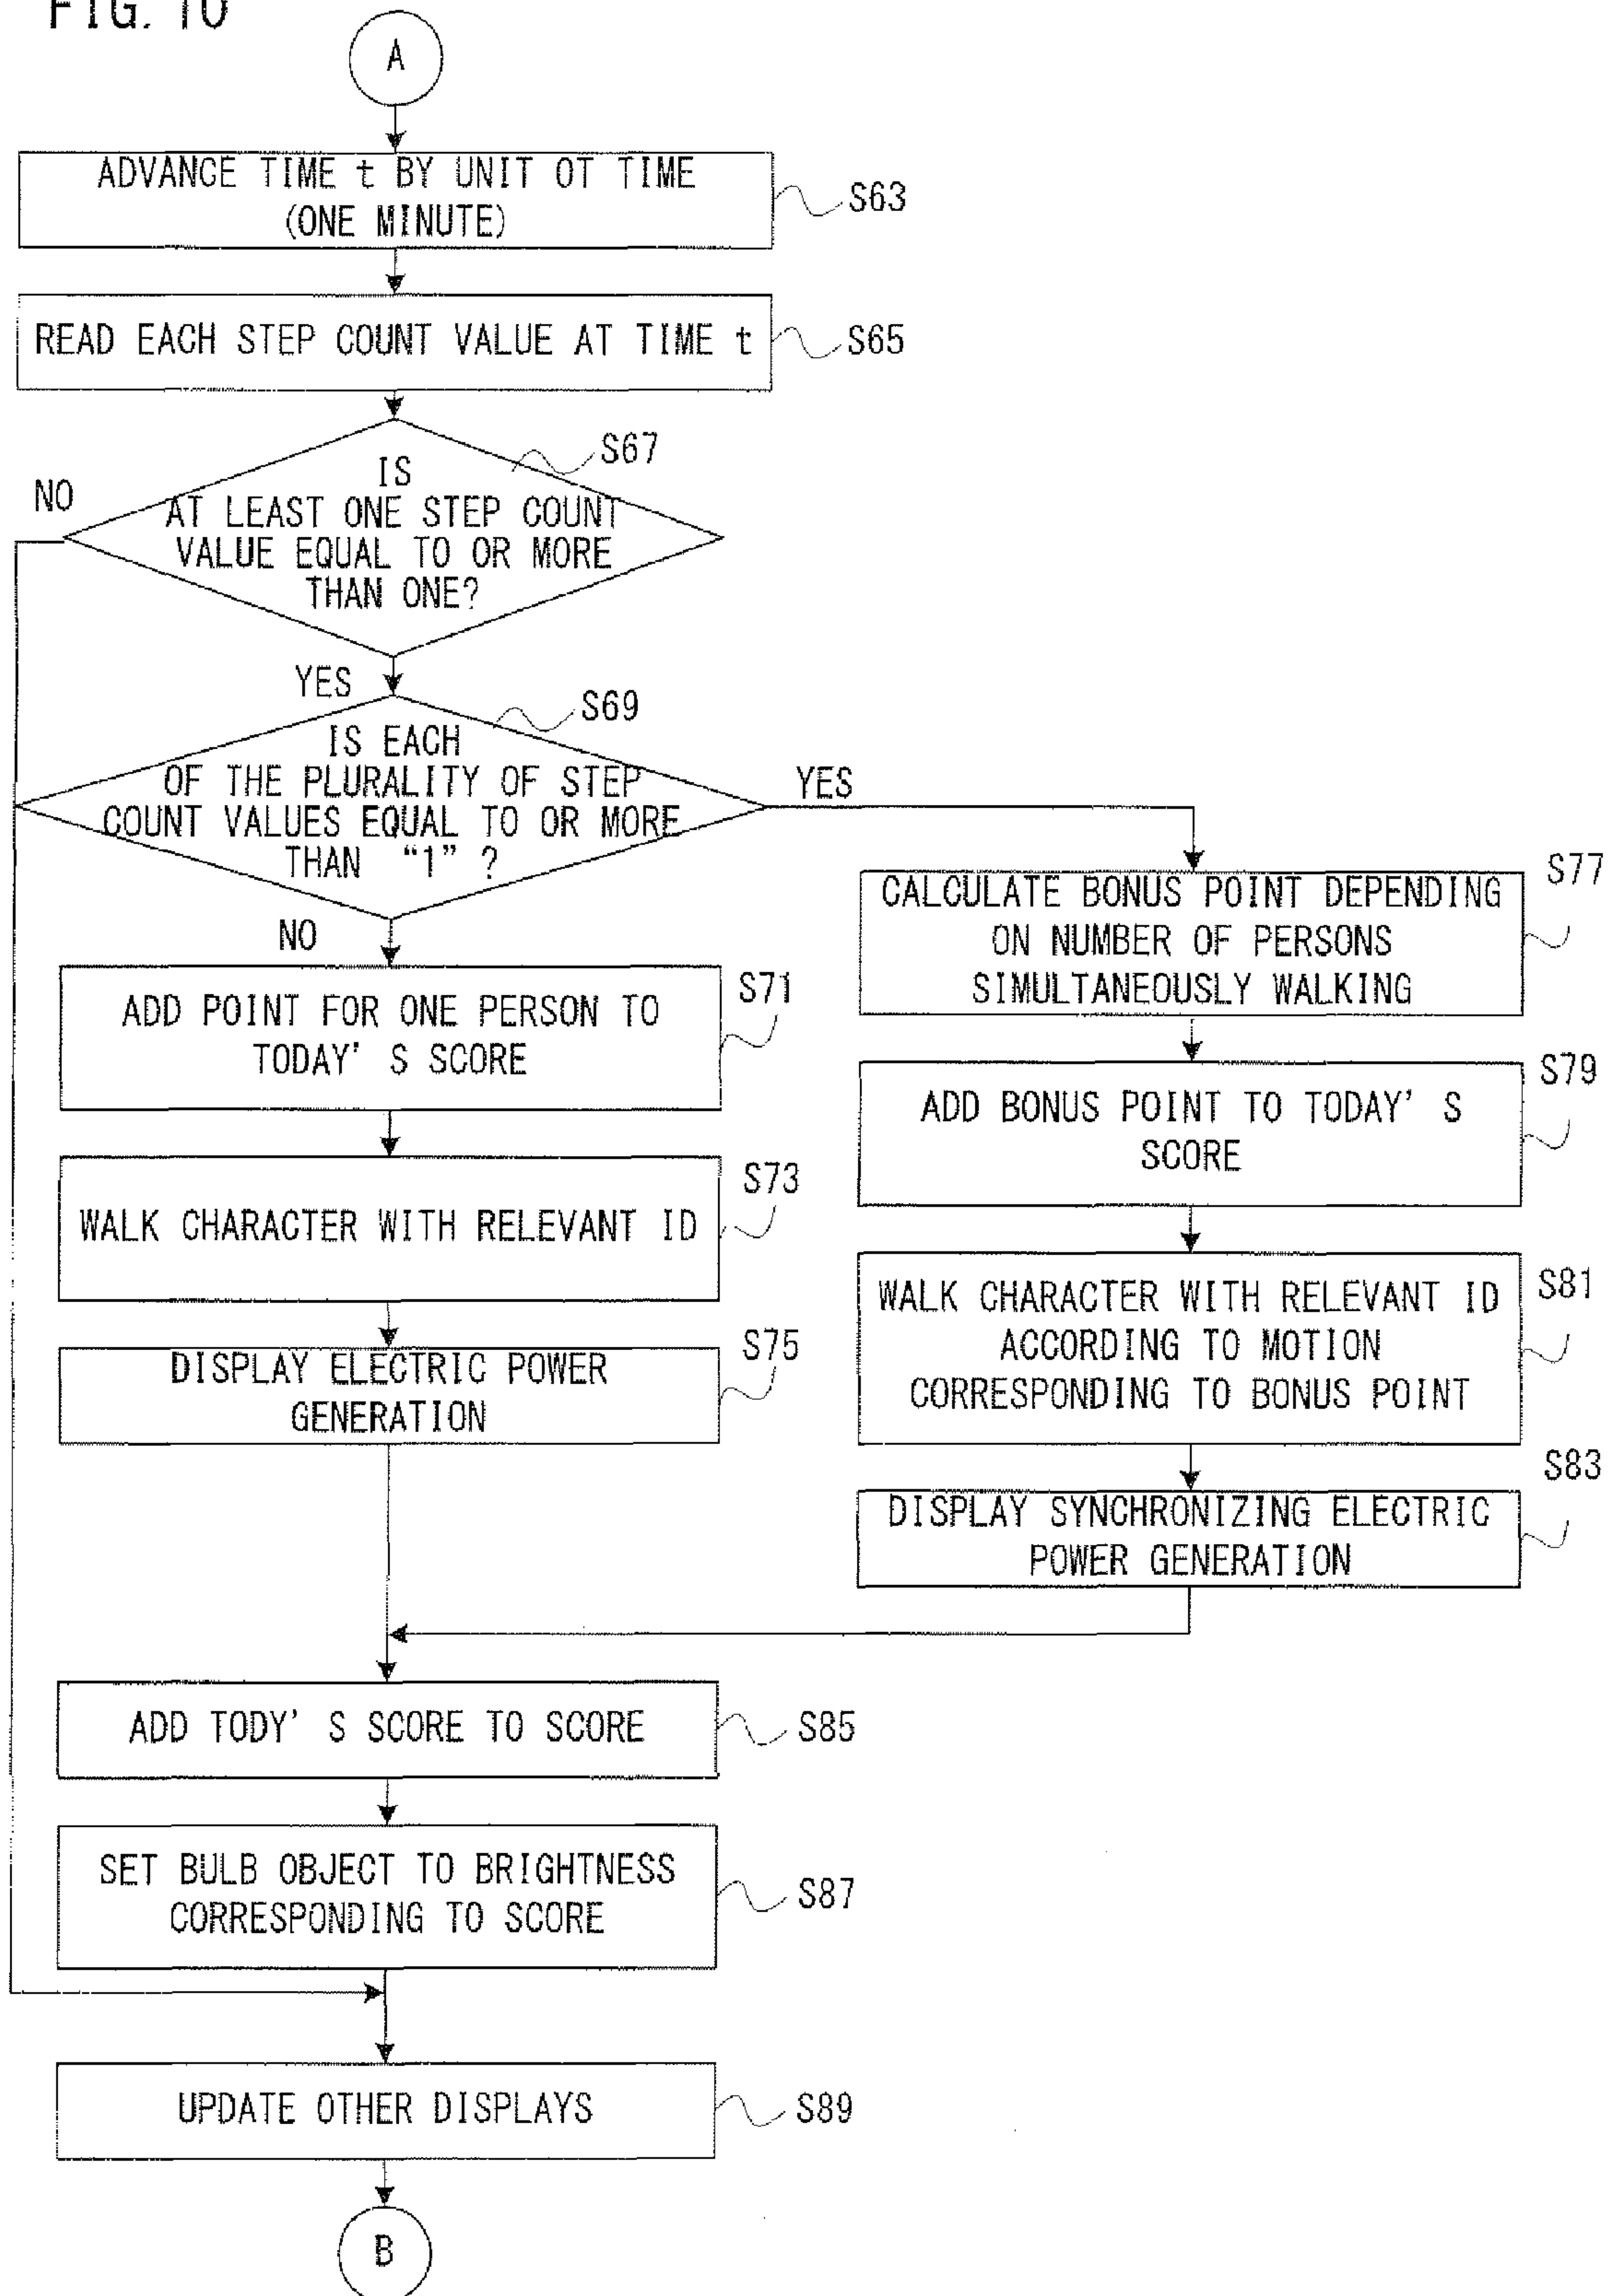 FIG. 10
A
ADVANCE TIME t BY UNIT OT TIME
(ONE MINUTE)
S63
READ EACH STEP COUNT VALUE AT TIME t
S65
S67
IS
AT LEAST ONE STEP COUNT
VALUE EQUAL TO OR MORE
THAN ONE?
NO
YES
S69
IS EACH
OF THE PLURALITY OF STEP
COUNT VALUES EQUAL TO OR MORE
THAN “1” ?
YES
NO
S71
ADD POINT FOR ONE PERSON TO
TODAY' S SCORE
S73
WALK CHARACTER WITH RELEVANT ID
S75
DISPLAY ELECTRIC POWER
GENERATION
S77
CALCULATE BONUS POINT DEPENDING
ON NUMBER OF PERSONS
SIMULTANEOUSLY WALKING
S79
ADD BONUS POINT TO TODAY' S
SCORE
S81
WALK CHARACTER WITH RELEVANT ID
ACCORDING TO MOTION
CORRESPONDING TO BONUS POINT
S83
DISPLAY SYNCHRONIZING ELECTRIC
POWER GENERATION
ADD TODY' S SCORE TO SCORE
S85
SET BULB OBJECT TO BRIGHTNESS
CORRESPONDING TO SCORE
S87
UPDATE OTHER DISPLAYS
S89
B